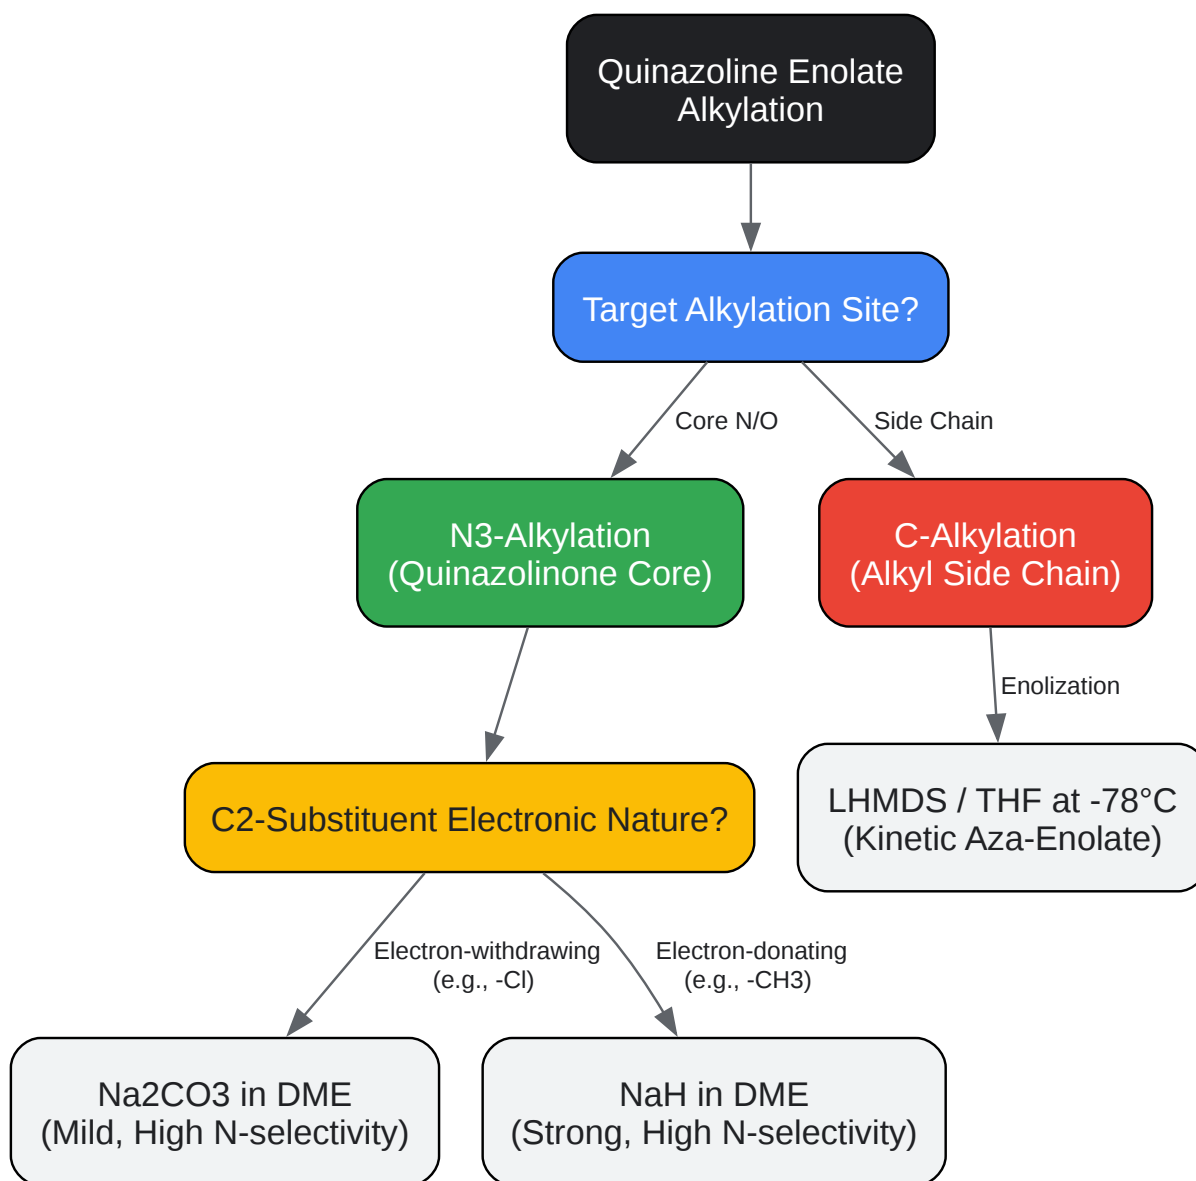 Quinazoline Enolate
Alkylation
Target Alkylation Site?
Core N/O
Side Chain
N3-Alkylation
(Quinazolinone Core)
C-Alkylation
(Alkyl Side Chain)
Enolization
C2-Substituent Electronic Nature?
LHMDS / THF at -78°C
(Kinetic Aza-Enolate)
Electron-withdrawing
(e.g., -Cl)
Electron-donating
(e.g., -CH3)
Na2CO3 in DME
(Mild, High N-selectivity)
NaH in DME
(Strong, High N-selectivity)